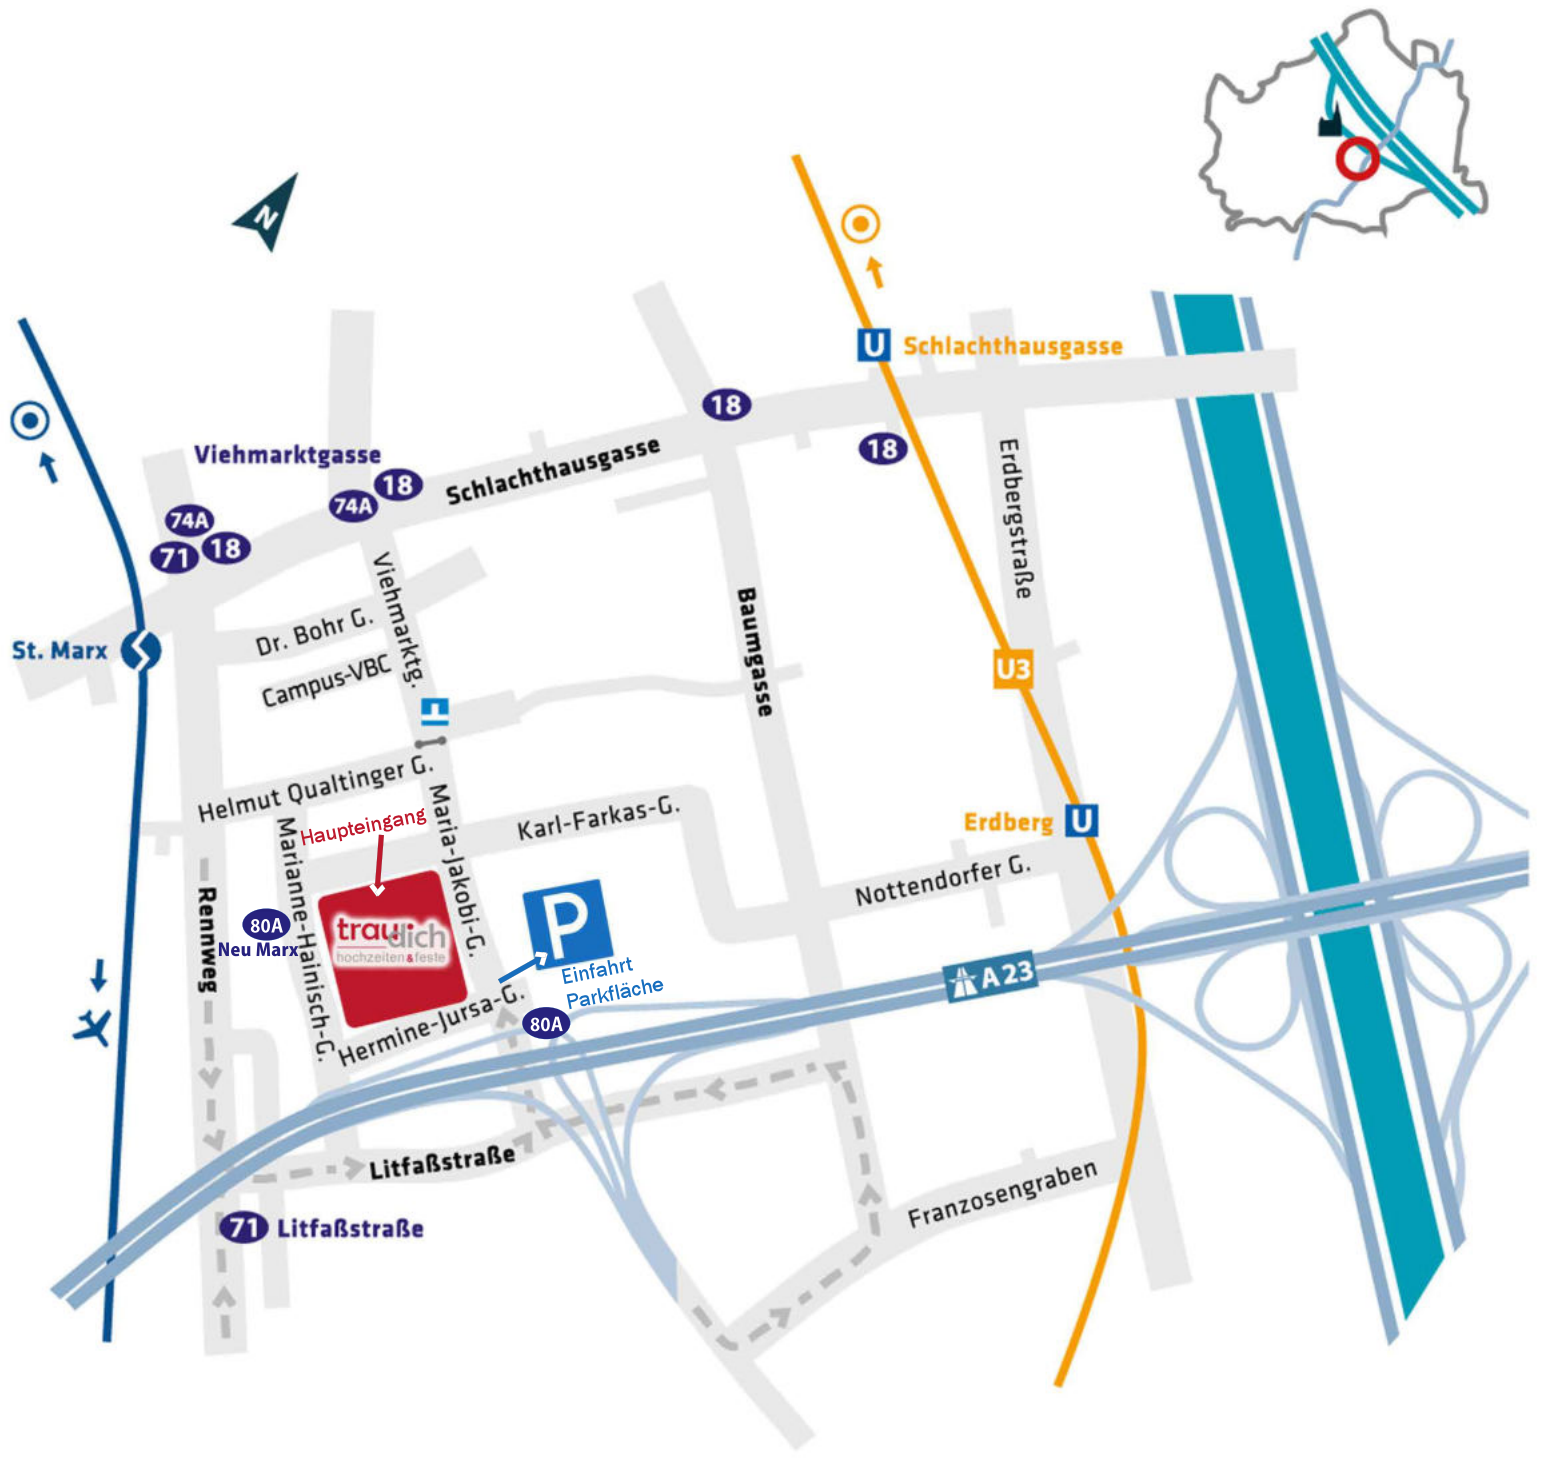 N
U
Schlachthausgasse
18
18
Viehmarktgasse
18
74A
Schlachthausgasse
Erdbergstraße
74A
71
18
Viehmarktg.
Dr. Bohr G.
Campus-VBC
St. Marx
Baumgasse
U3
Helmut Qualtinger G.
Haupteingang
Marianne-Hainisch-G.
Maria-Jakobi-G.
Karl-Farkas-G.
Erdberg
U
Nottendorfer G.
Rennweg
80A
Neu Marx
traudich
hochzeiten&feste
P
Einfahrt
Parkfläche
Hermine-Jursa-G.
80A
A 23
Litfaßstraße
71
Litfaßstraße
Franzosengraben